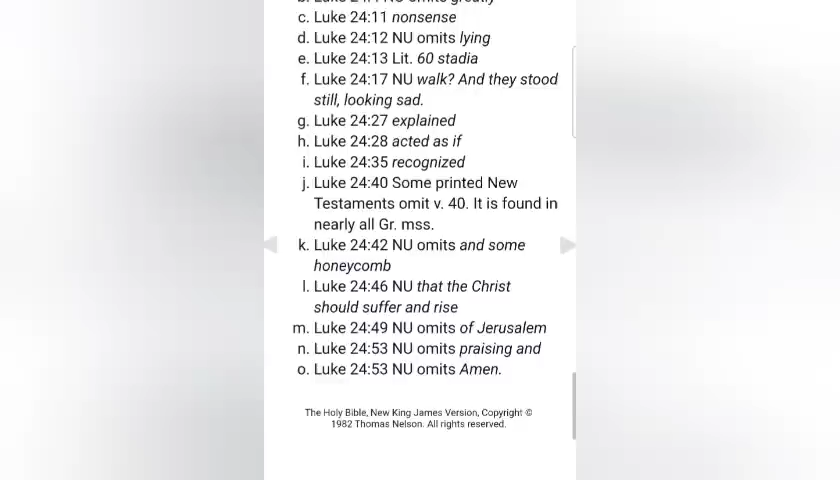 c. Luke 24:11 nonsense
d. Luke 24:12 NU omits lying
e. Luke 24:13 Lit. 60 stadia
f. Luke 24:17 NU walk? And they stood
still, looking sad.
g. Luke 24:27 explained
h. Luke 24:28 acted as if
i. Luke 24:35 recognized
j. Luke 24:40 Some printed New
Testaments omit v. 40. It is found in
nearly all Gr. mss.
k. Luke 24:42 NU omits and some
honeycomb
l. Luke 24:46 NU that the Christ
should suffer and rise
m. Luke 24:49 NU omits of Jerusalem
n. Luke 24:53 NU omits praising and
o. Luke 24:53 NU omits Amen.
The Holy Bible, New King James Version, Copyright ©
1982 Thomas Nelson. All rights reserved.